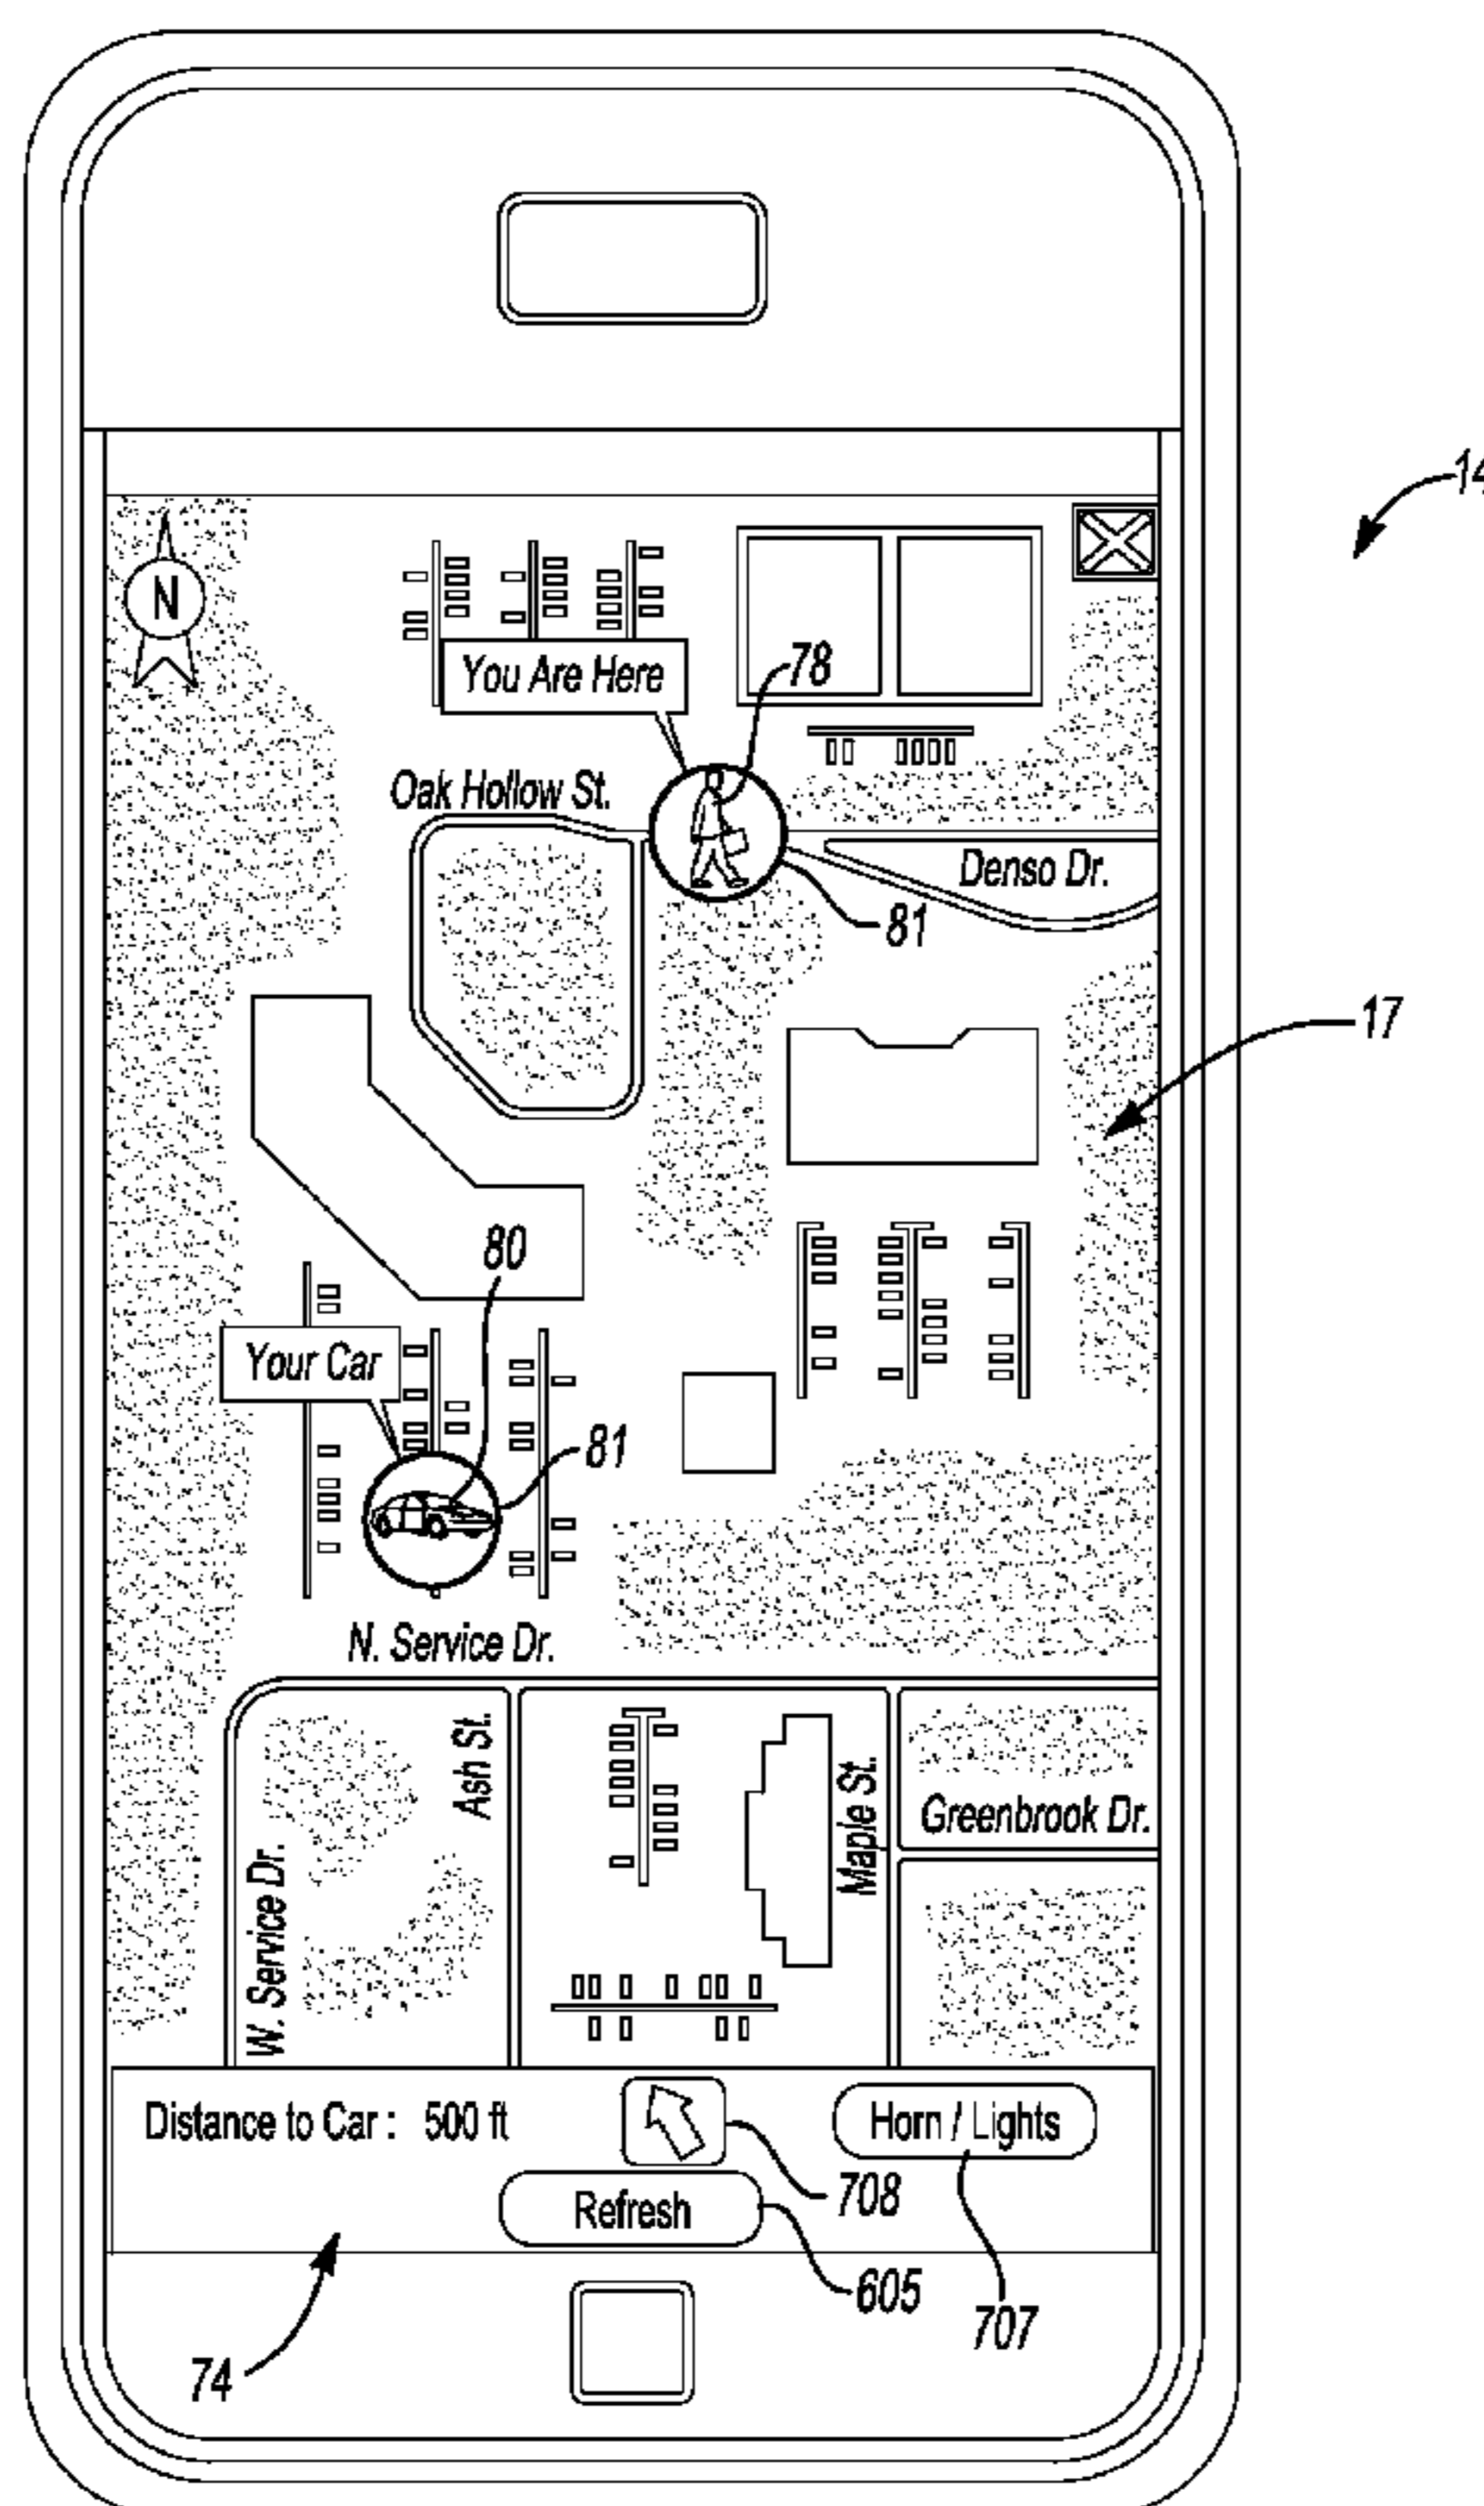 14
N
You Are Here
78
Oak Hollow St.
Denso Dr.
81
17
80
Your Car
81
N. Service Dr.
Ash St.
Maple St.
Greenbrook Dr.
W. Service Dr.
Distance to Car : 500 ft
Horn / Lights
708
Refresh
605
707
74